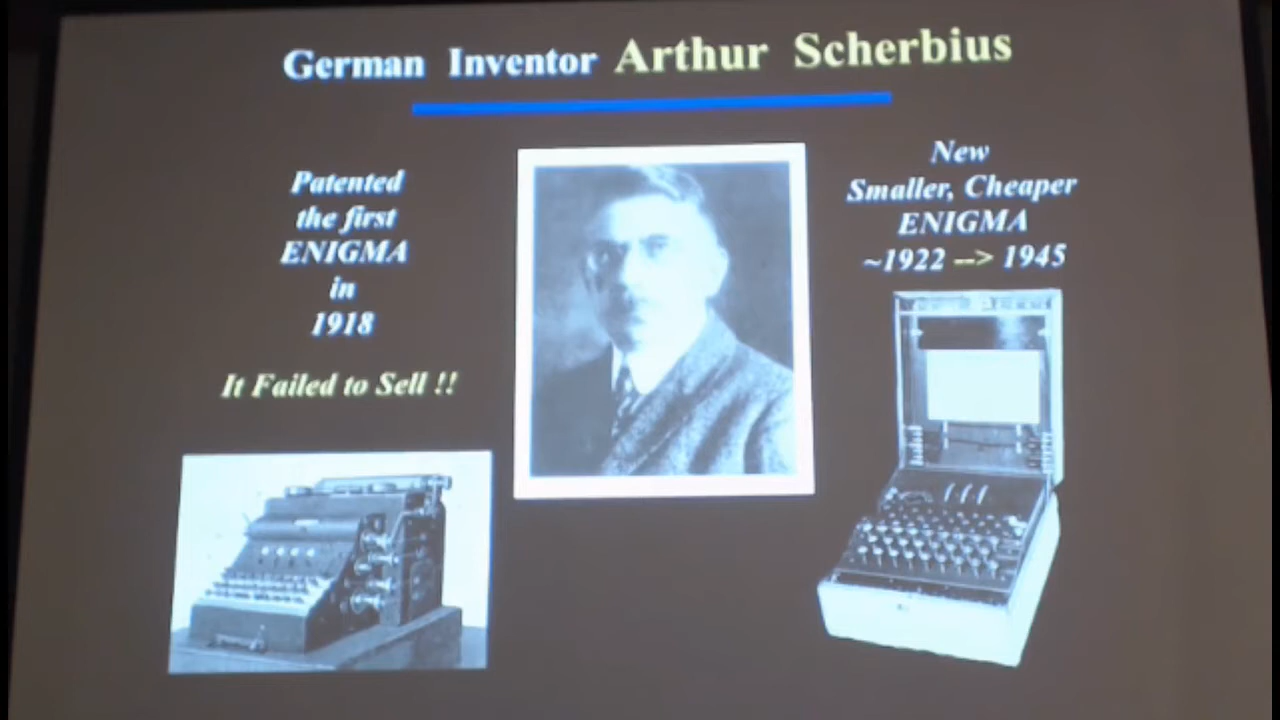 German Inventor Arthur Scherbius
Patented
the first
ENIGMA
in
1918
It Failed to Sell !!
New
Smaller, Cheaper
ENIGMA
~1922 --> 1945